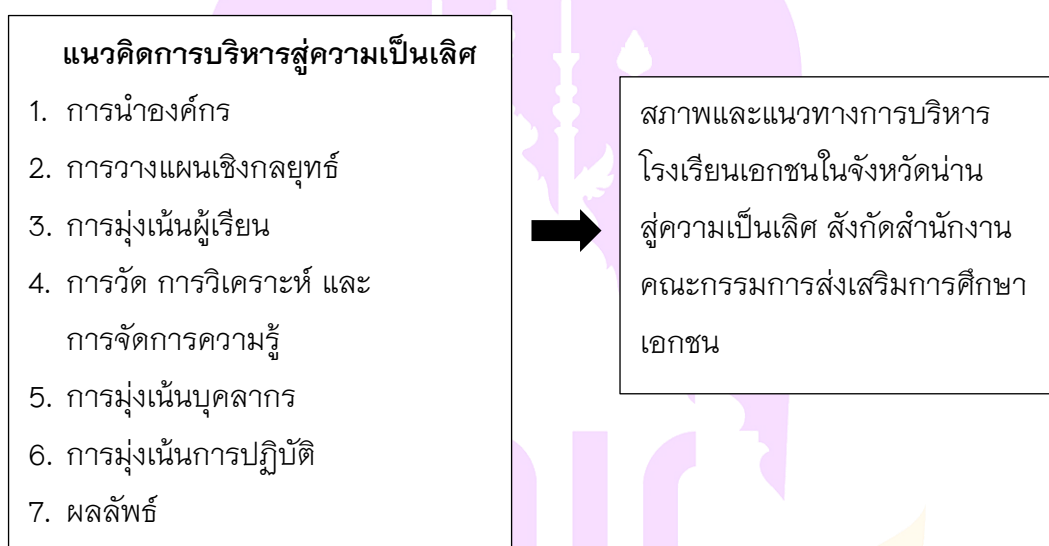 แนวคิดการบริหารสู่ความเป็นเลิศ
1. การนำองค์กร
2. การวางแผนเชิงกลยุทธ์
3. การมุ่งเน้นผู้เรียน
4. การวัด การวิเคราะห์ และ
การจัดการความรู้
5. การมุ่งเน้นบุคลากร
6. การมุ่งเน้นการปฏิบัติ
7. ผลลัพธ์
สภาพและแนวทางการบริหาร
โรงเรียนเอกชนในจังหวัดน่าน
สู่ความเป็นเลิศ สังกัดสำนักงาน
คณะกรรมการส่งเสริมการศึกษา
เอกชน